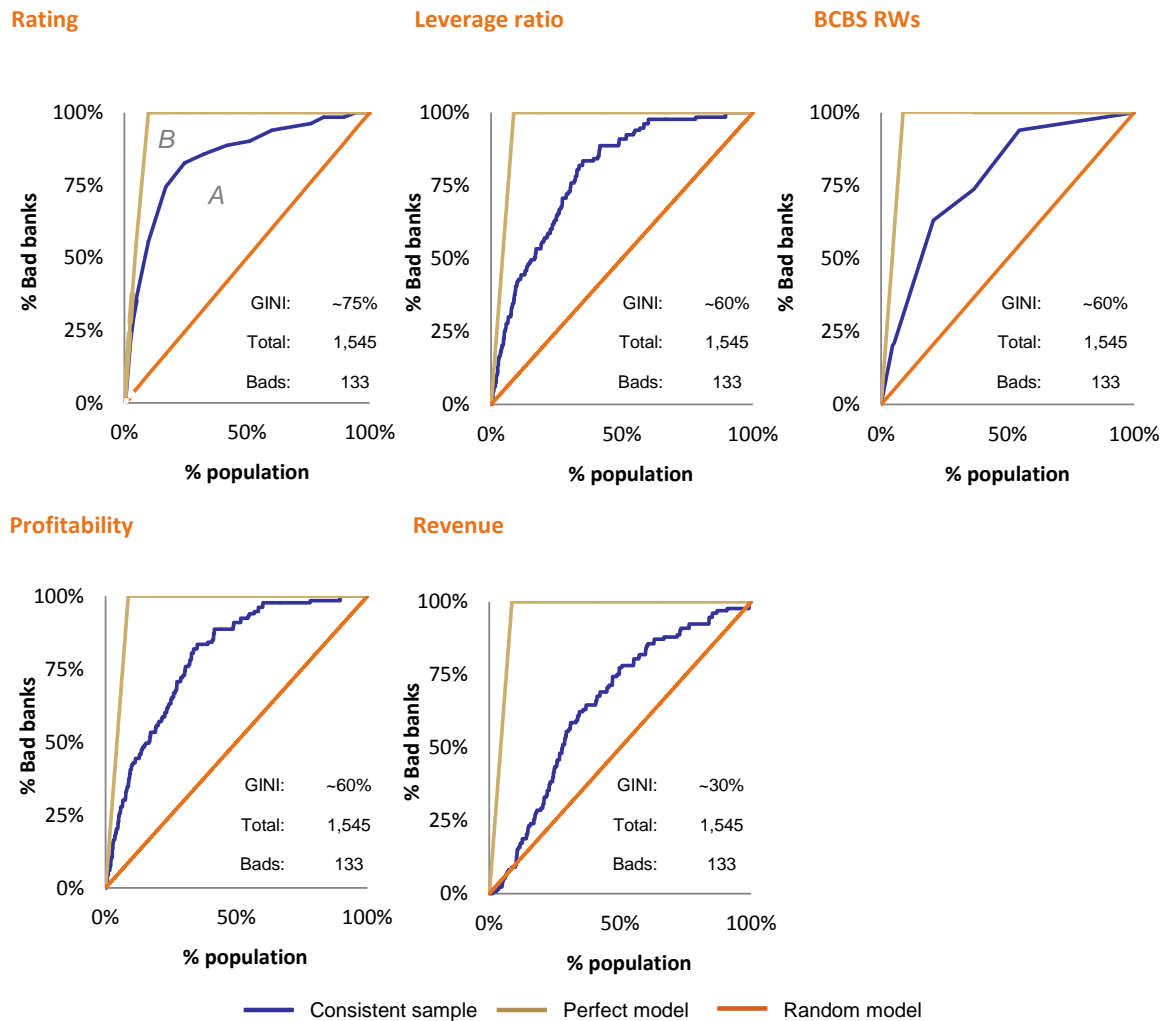 Rating
100%
75%
50%
25%
0%
% Bad banks
B
A
GINI: ~75%
Total: 1,545
Bads: 133
0% 50% 100%
% population
Leverage ratio
100%
75%
50%
25%
0%
% Bad banks
GINI: ~60%
Total: 1,545
Bads: 133
0% 50% 100%
% population
BCBS RWs
100%
75%
50%
25%
0%
% Bad banks
GINI: ~60%
Total: 1,545
Bads: 133
0% 50% 100%
% population
Profitability
100%
75%
50%
25%
0%
% Bad banks
GINI: ~60%
Total: 1,545
Bads: 133
0% 50% 100%
% population
Revenue
100%
75%
50%
25%
0%
% Bad banks
GINI: ~30%
Total: 1,545
Bads: 133
0% 50% 100%
% population
Consistent sample Perfect model Random model